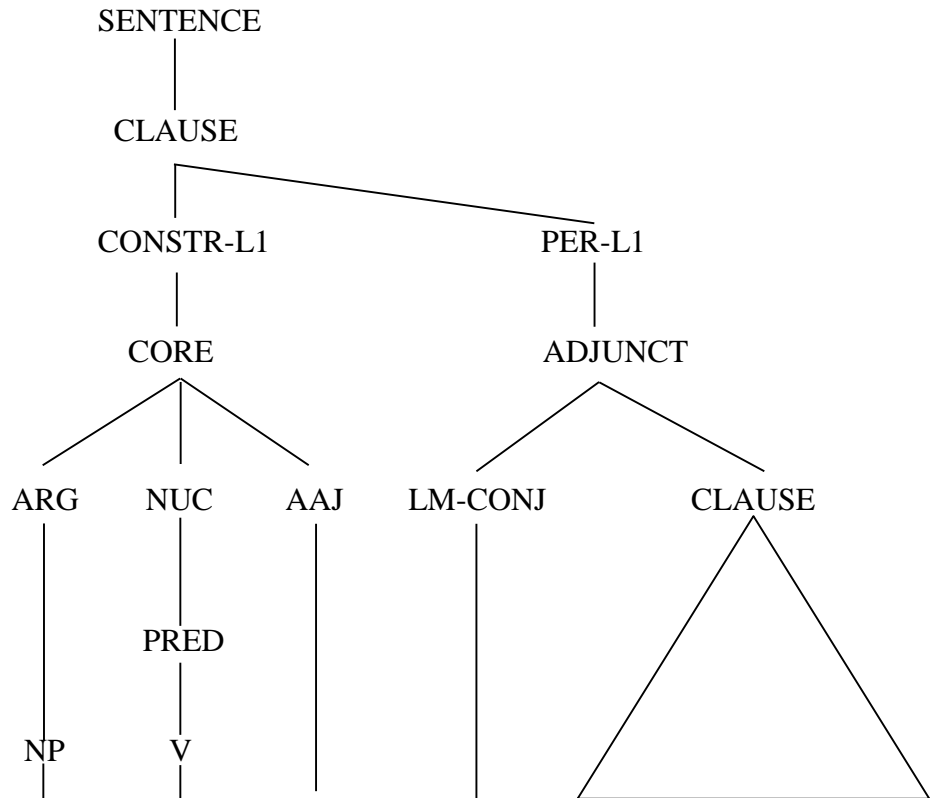 SENTENCE
CLAUSE
CONSTR-L1 PER-L1
CORE ADJUNCT
ARG NUC AAJ LM-CONJ CLAUSE
PRED
NP V